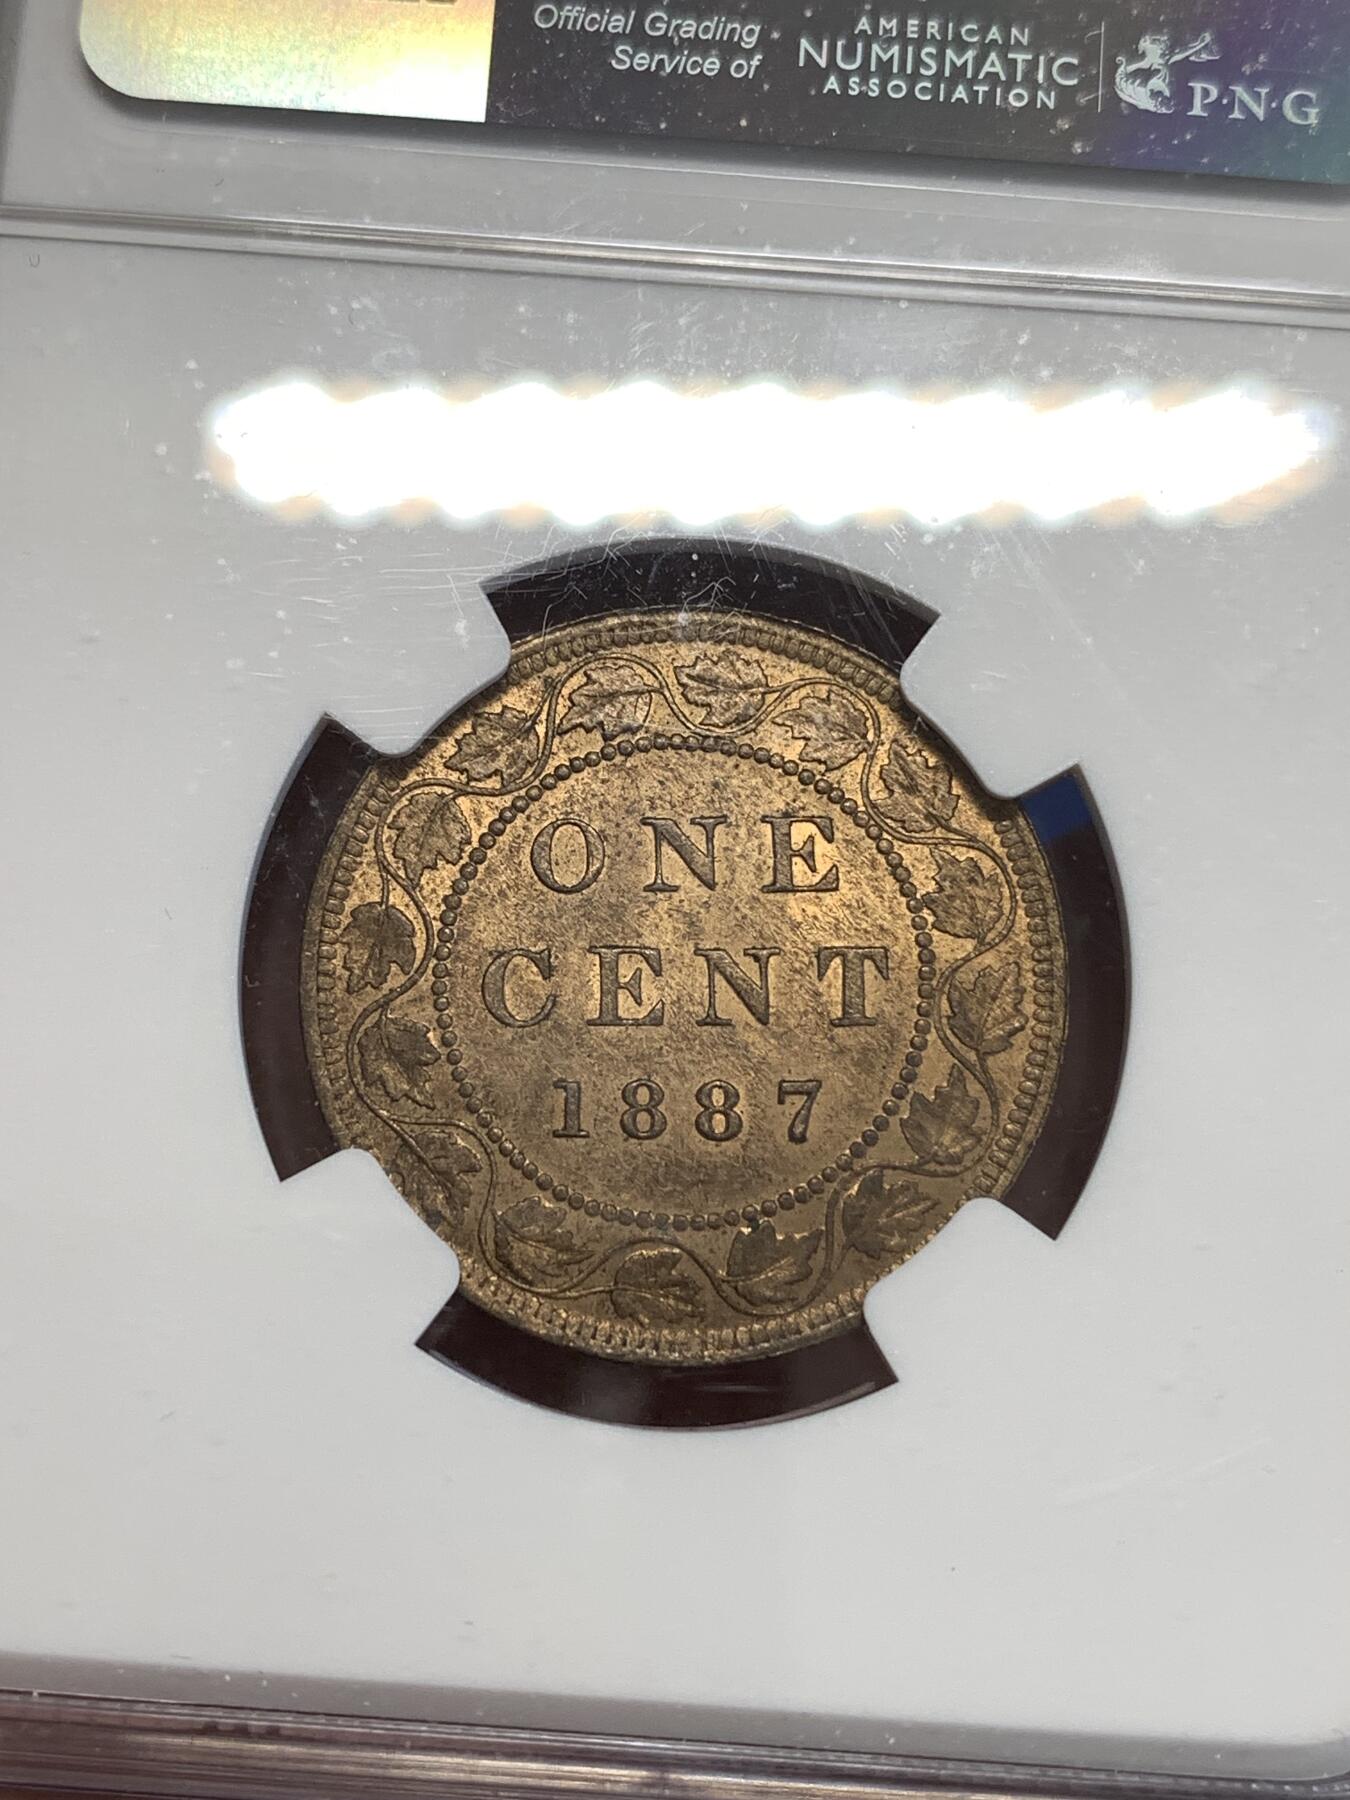 Official Grading
Service of
AMERICAN
NUMISMATIC
ASSOCIATION
P·N·G
ONE
CENT
1887